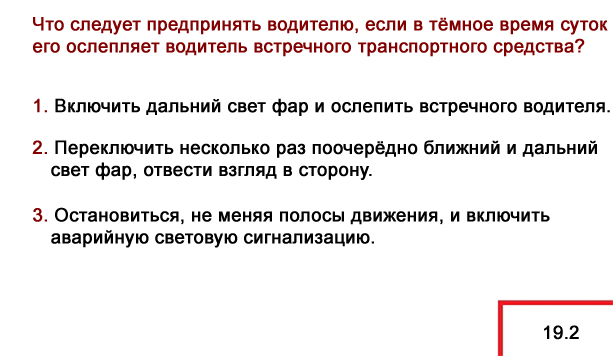 Что следует предпринять водителю, если в тёмное время суток
его ослепляет водитель встречного транспортного средства?
1. Включить дальний свет фар и ослепить встречного водителя.
2. Переключить несколько раз поочерёдно ближний и дальний
свет фар, отвести взгляд в сторону.
3. Остановиться, не меняя полосы движения, и включить
аварийную световую сигнализацию.
19.2